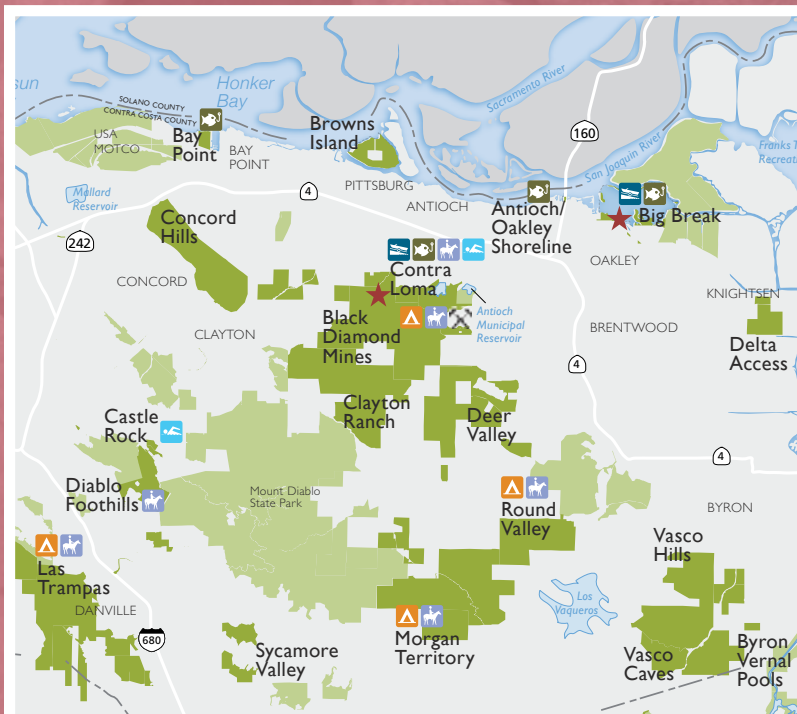 sun
Honker
Bay
SOLANO COUNTY
CONTRA COSTA COUNTY
Sacramento River
160
USA
MOTCO
Bay
Point
BAY
POINT
Browns
Island
San Joaquin River
Franks T
Recreati
Mallard
Reservoir
4
PITTSBURG
ANTIOCH
Antioch/
Oakley
Shoreline
Big Break
242
Concord
Hills
OAKLEY
CONCORD
Contra
Loma
KNIGHTSEN
CLAYTON
Black
Diamond
Mines
Antioch
Municipal
Reservoir
BRENTWOOD
Delta
Access
4
Castle
Rock
Clayton
Ranch
Deer
Valley
4
Diablo
Foothills
Mount Diablo
State Park
Round
Valley
BYRON
Vasco
Hills
Las
Trampas
DANVILLE
Los
Vaqueros
680
Sycamore
Valley
Morgan
Territory
Vasco
Caves
Byron
Vernal
Pools